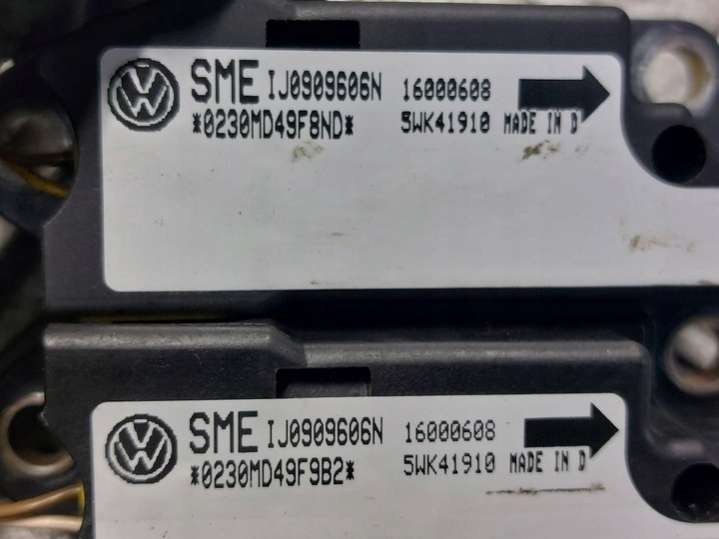 SME IJ0909606N 16000608
*0230MD49F8ND* 5WK41910 MADE IN D
SME IJ0909606N 16000608
*0230MD49F9B2* 5WK41910 MADE IN D